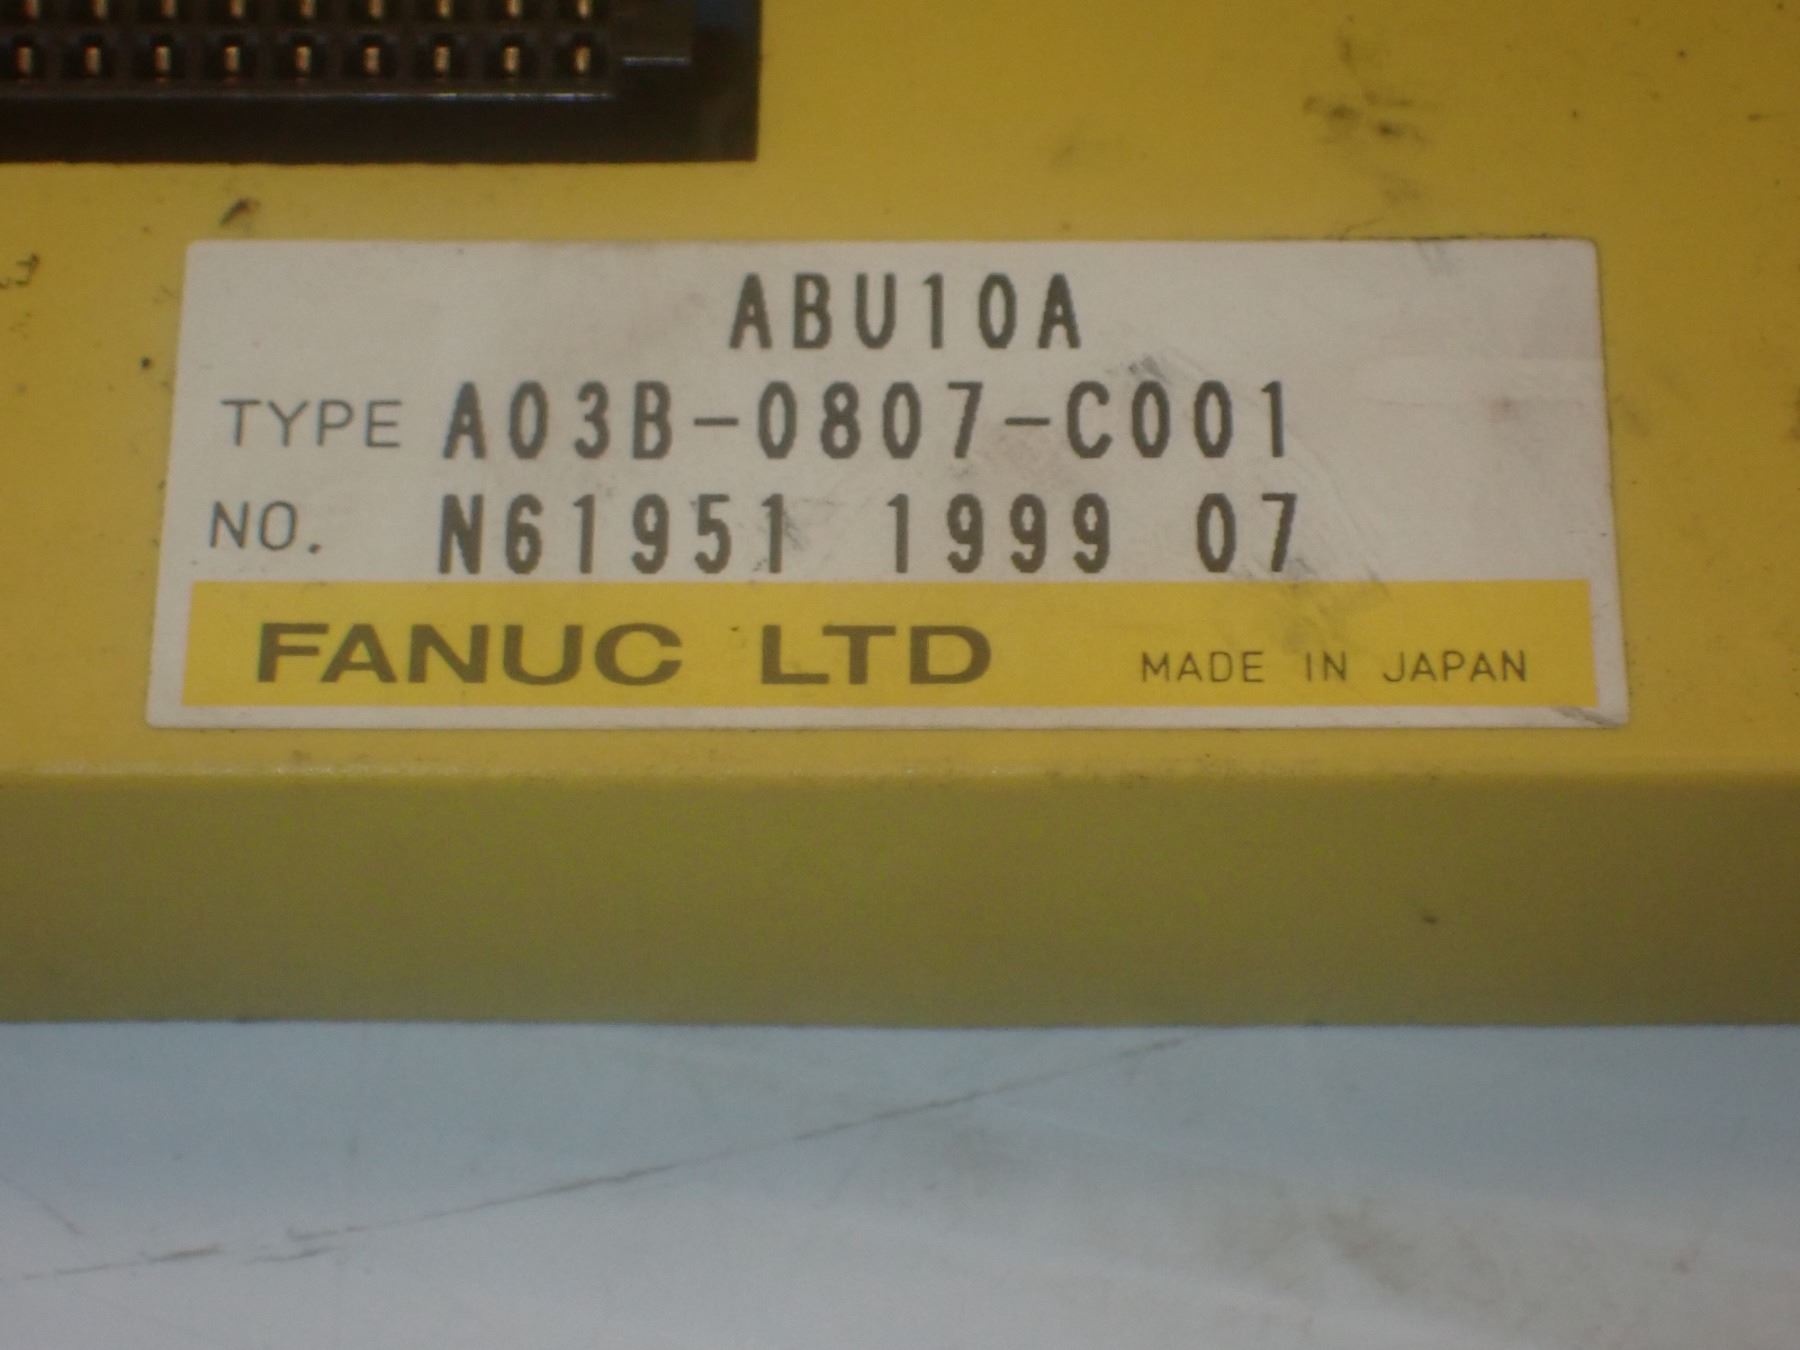 ABU10A
TYPE A03B-0807-C001
NO. N61951 1999 07
FANUC LTD MADE IN JAPAN